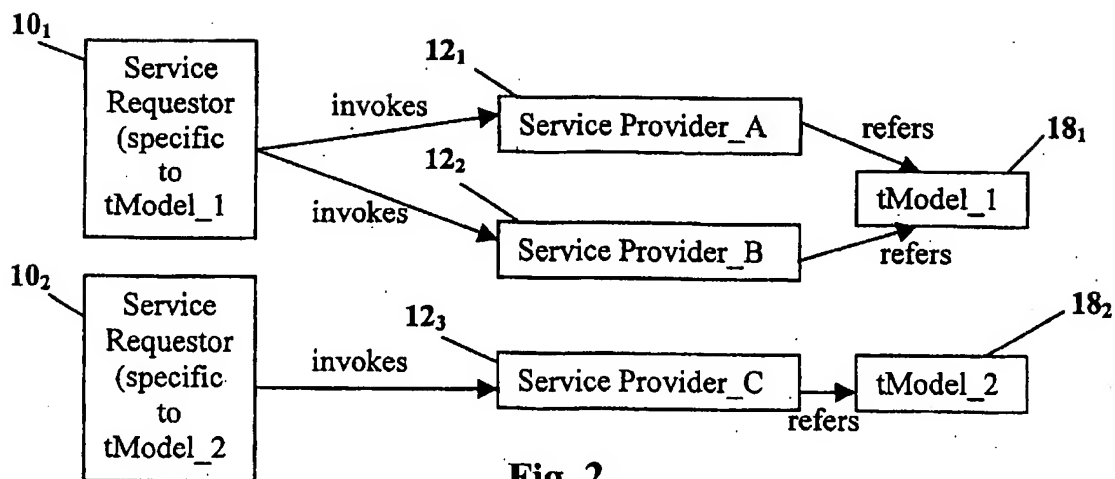 10₁
Service
Requestor
(specific
to
tModel_1
invokes
invokes
12₁
Service Provider_A
12₂
Service Provider_B
refers
refers
18₁
tModel_1
10₂
Service
Requestor
(specific
to
tModel_2
invokes
12₃
Service Provider_C
refers
18₂
tModel_2
Fig. 2